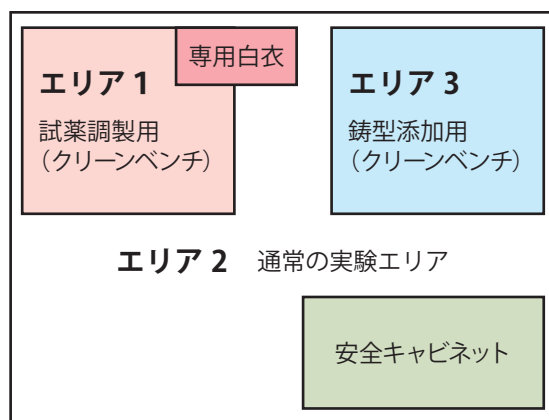 専用白衣
エリア 1
試薬調製用
(クリーンベンチ)
エリア 3
鋳型添加用
(クリーンベンチ)
エリア 2 通常の実験エリア
安全キャビネット